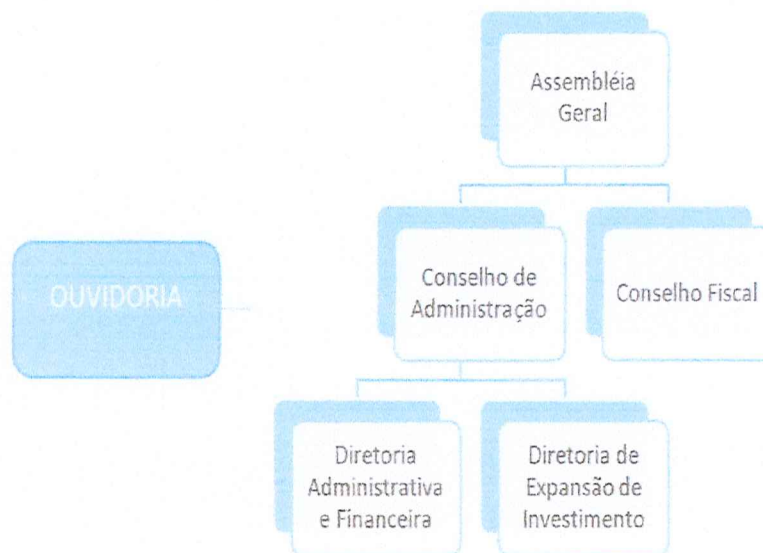 Assembléia
Geral
OUVIDORIA
Conselho de
Administração
Conselho Fiscal
Diretoria
Administrativa
e Financeira
Diretoria de
Expansão de
Investimento